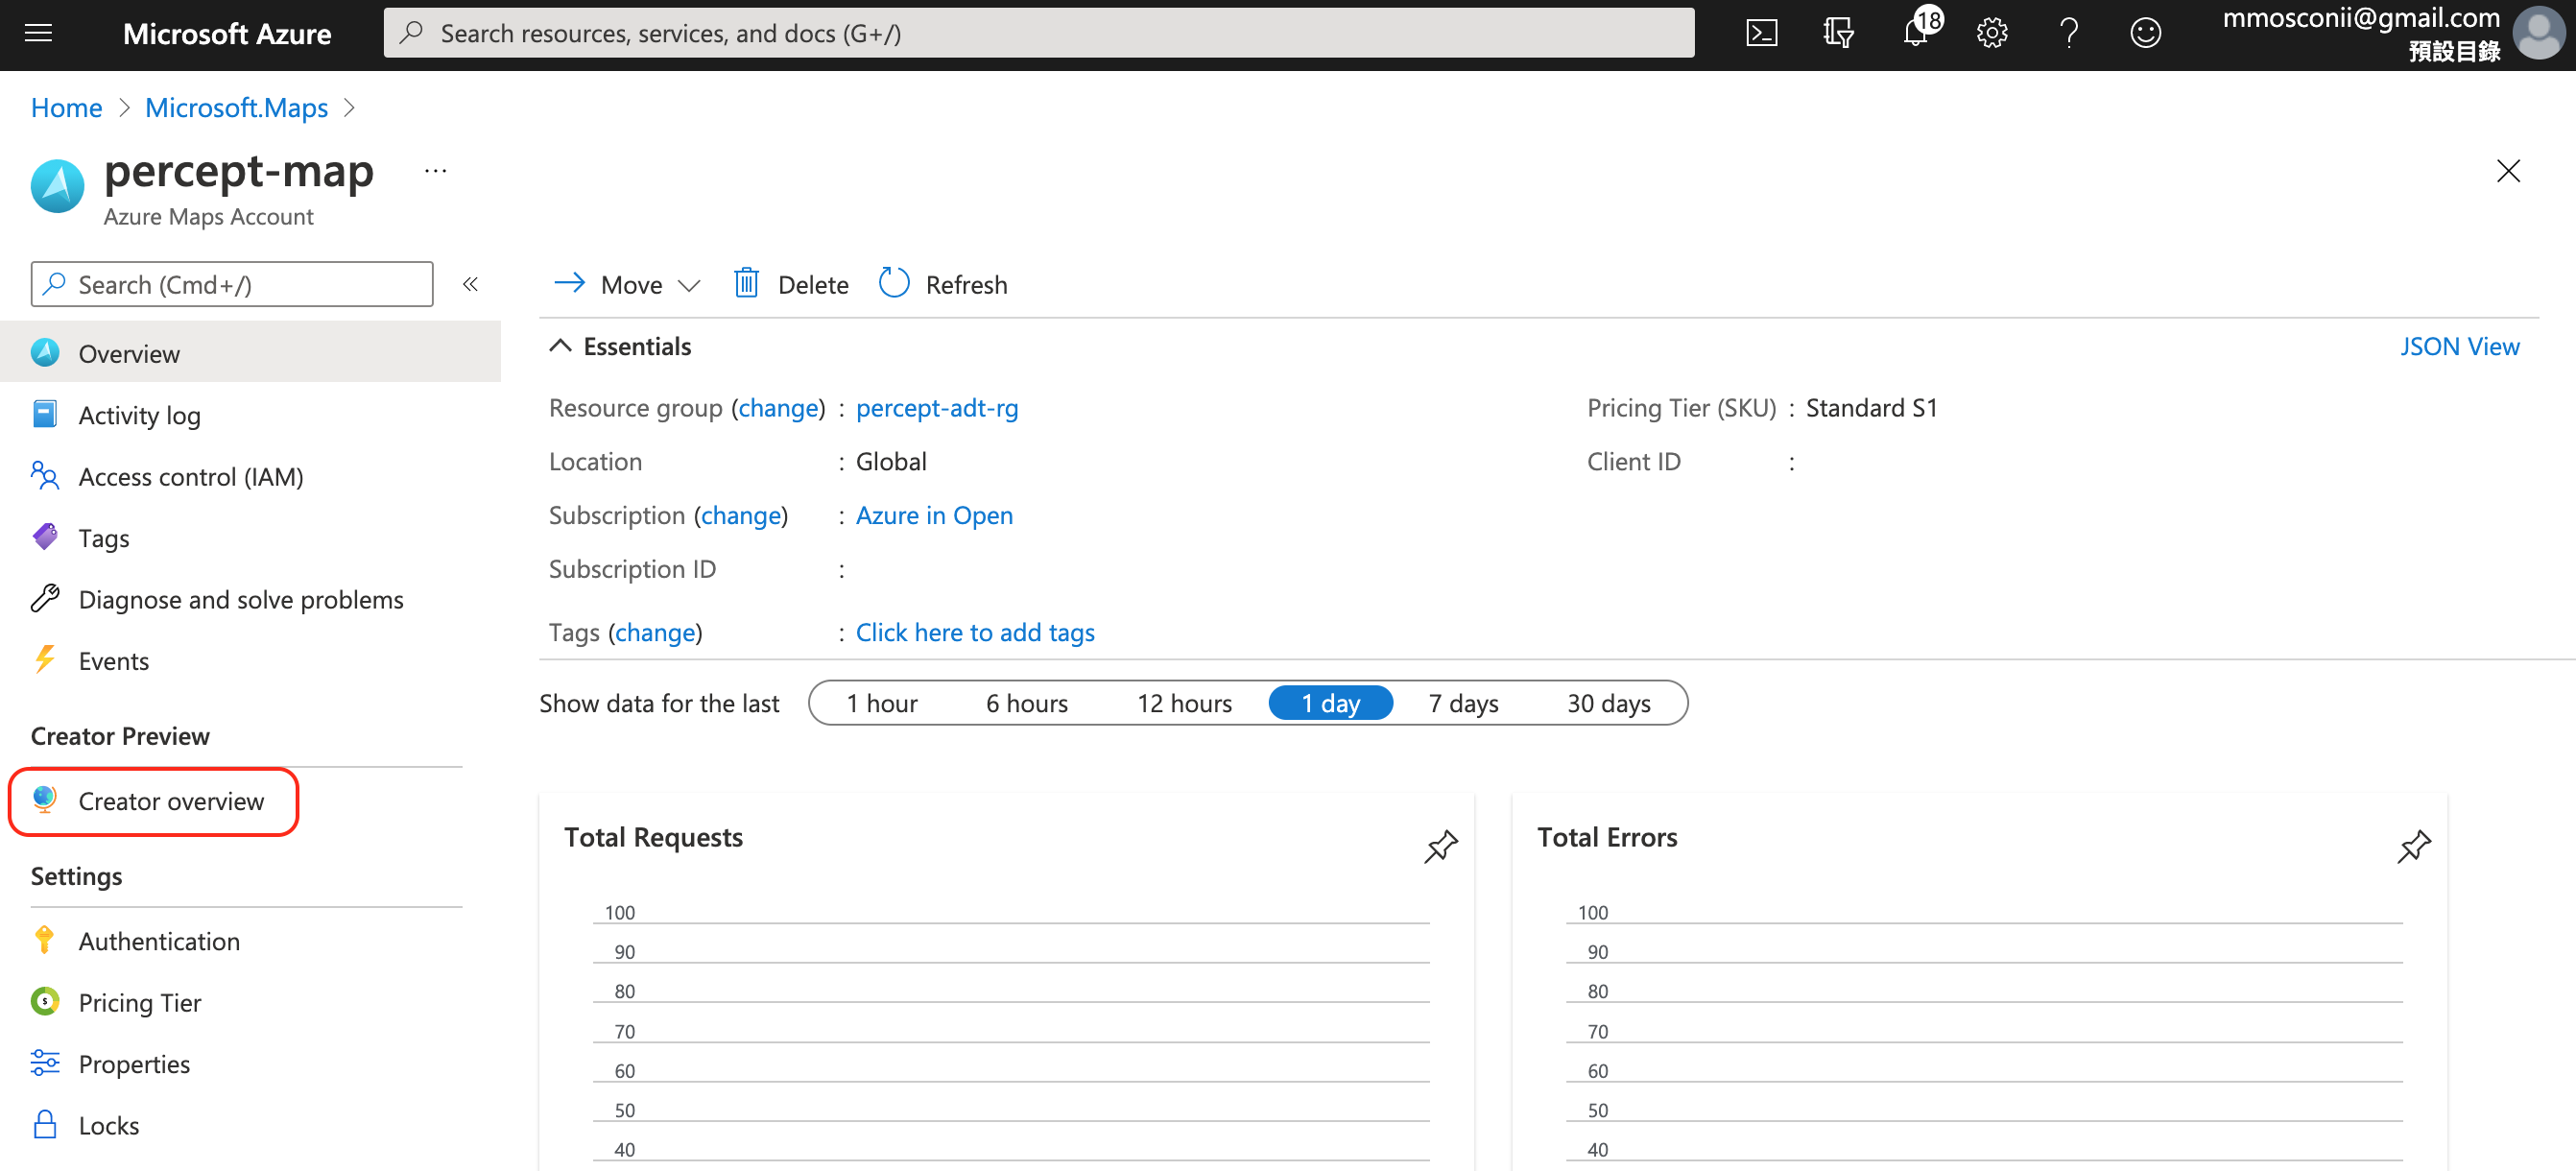 Microsoft Azure
Search resources, services, and docs (G+/)
18
mmosconii@gmail.com
預設目錄
Home > Microsoft.Maps >
percept-map ...
Azure Maps Account
Search (Cmd+/)
«
Overview
Activity log
Access control (IAM)
Tags
Diagnose and solve problems
Events
Creator Preview
Creator overview
Settings
Authentication
Pricing Tier
Properties
Locks
Move
Delete
Refresh
Essentials
JSON View
Resource group (change) : percept-adt-rg
Location : Global
Subscription (change) : Azure in Open
Subscription ID :
Tags (change) : Click here to add tags
Pricing Tier (SKU) : Standard S1
Client ID :
Show data for the last 1 hour 6 hours 12 hours 1 day 7 days 30 days
Total Requests
100
90
80
70
60
50
40
Total Errors
100
90
80
70
60
50
40